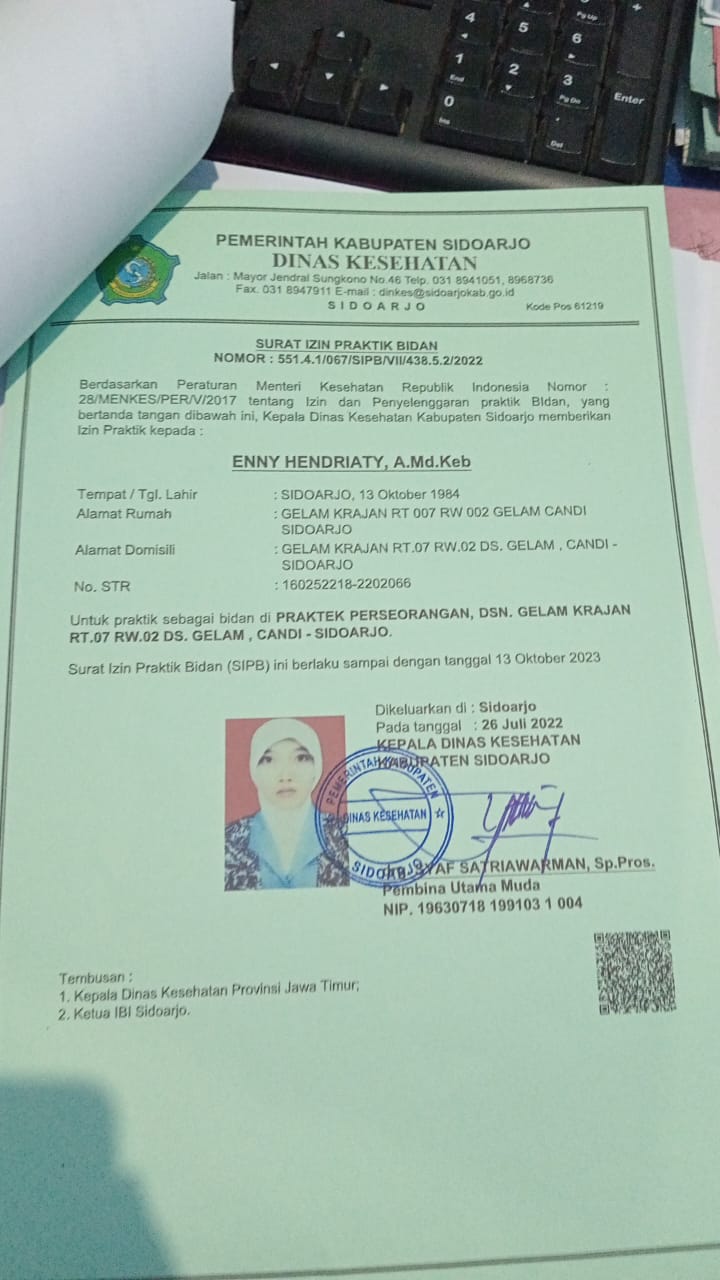 4
5
6
Pg Up
+
1
End
2
3
Pg Dn
Enter
0
Ins
.
Del
PEMERINTAH KABUPATEN SIDOARJO
DINAS KESEHATAN
Jalan : Mayor Jendral Sungkono No.46 Telp. 031 8941051, 8968736
Fax. 031 8947911 E-mail : dinkes@sidoarjokab.go.id
S I D O A R J O
Kode Pos 61219
SURAT IZIN PRAKTIK BIDAN
NOMOR : 551.4.1/067/SIPB/VII/438.5.2/2022
Berdasarkan Peraturan Menteri Kesehatan Republik Indonesia Nomor :
28/MENKES/PER/V/2017 tentang Izin dan Penyelenggaran praktik BIdan, yang
bertanda tangan dibawah ini, Kepala Dinas Kesehatan Kabupaten Sidoarjo memberikan
Izin Praktik kepada :
ENNY HENDRIATY, A.Md.Keb
Tempat / Tgl. Lahir : SIDOARJO, 13 Oktober 1984
Alamat Rumah : GELAM KRAJAN RT 007 RW 002 GELAM CANDI
SIDOARJO
Alamat Domisili : GELAM KRAJAN RT.07 RW.02 DS. GELAM , CANDI -
SIDOARJO
No. STR : 160252218-2202066
Untuk praktik sebagai bidan di PRAKTEK PERSEORANGAN, DSN. GELAM KRAJAN
RT.07 RW.02 DS. GELAM , CANDI - SIDOARJO.
Surat Izin Praktik Bidan (SIPB) ini berlaku sampai dengan tanggal 13 Oktober 2023
Dikeluarkan di : Sidoarjo
Pada tanggal : 26 Juli 2022
KEPALA DINAS KESEHATAN
KABUPATEN SIDOARJO
PEMERINTAH KABUPATEN
DINAS KESEHATAN
SIDOARJO
SATRIAWARMAN, Sp.Pros.
Pembina Utama Muda
NIP. 19630718 199103 1 004
Tembusan :
1. Kepala Dinas Kesehatan Provinsi Jawa Timur;
2. Ketua IBI Sidoarjo.